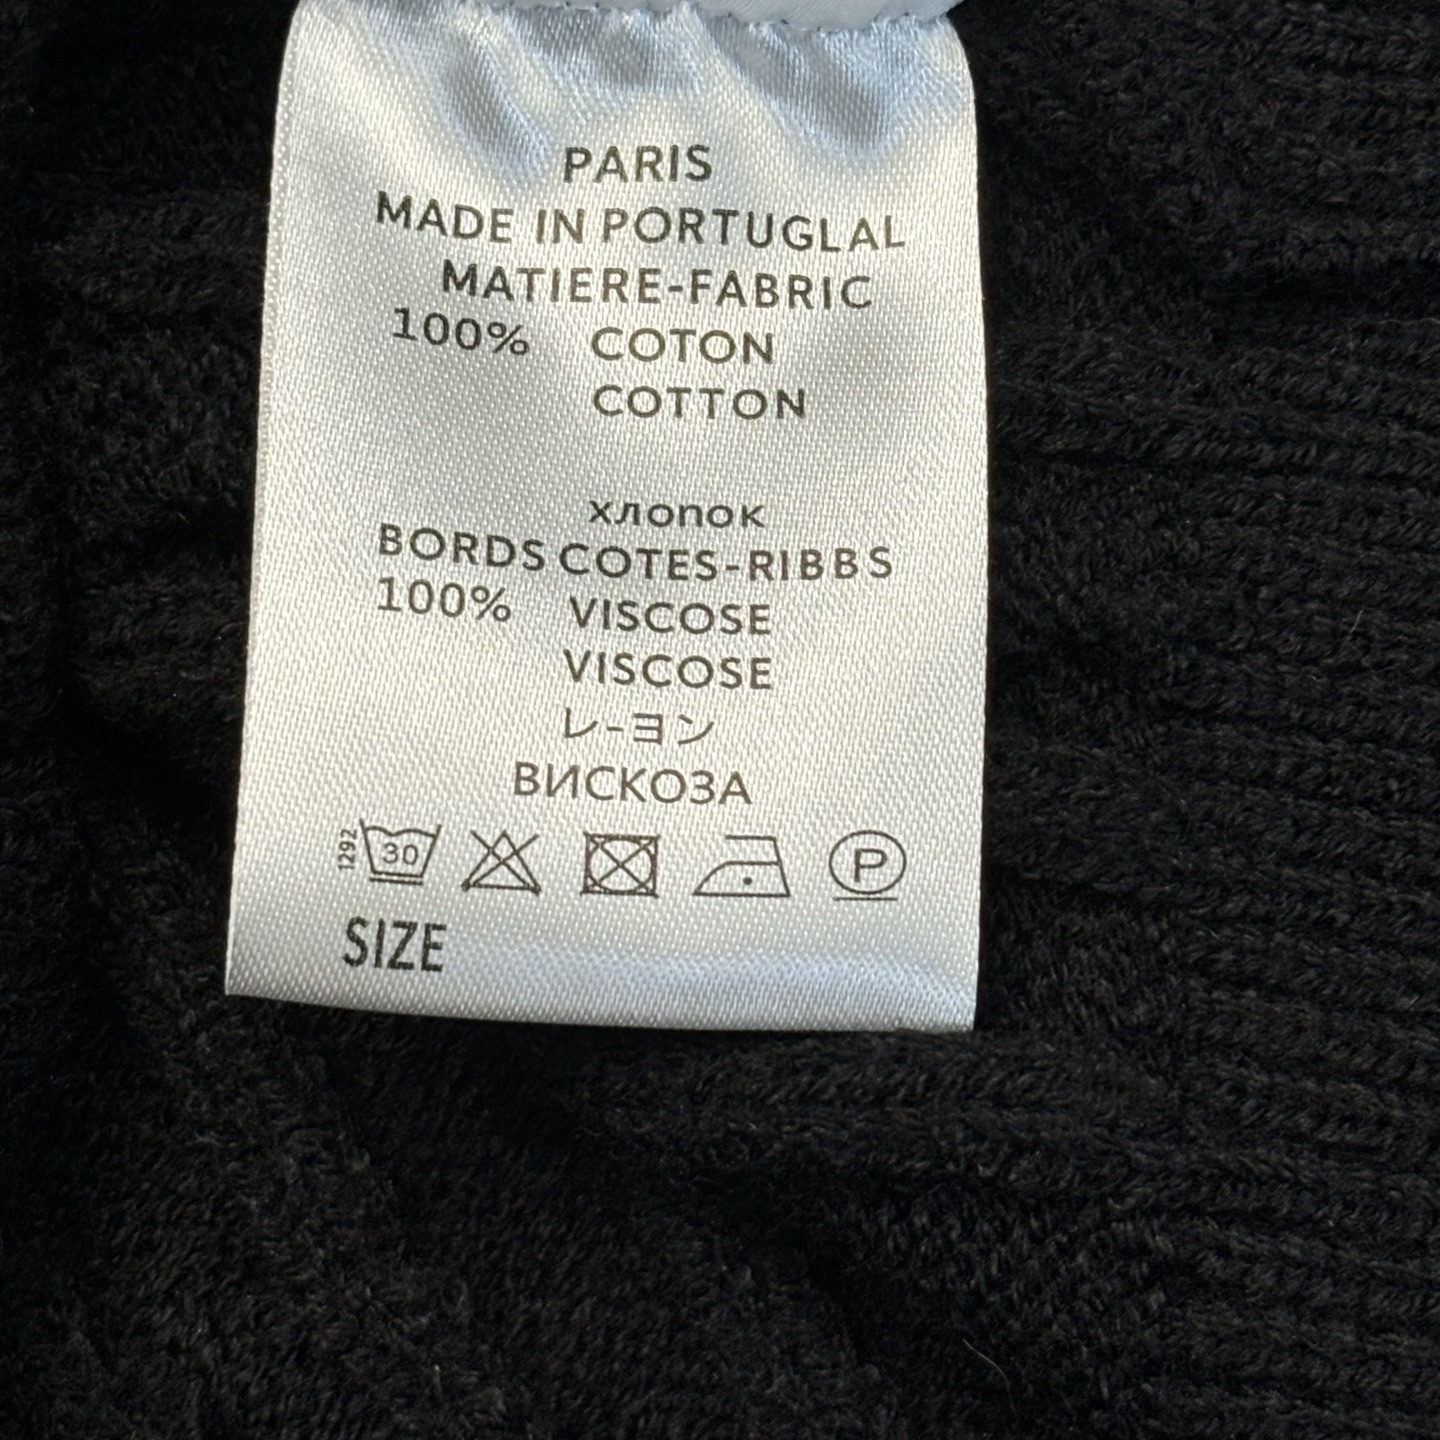 PARIS
MADE IN PORTUGLAL
MATIERE-FABRIC
100% COTON
COTTON
хлопок
BORDS COTES-RIBBS
100% VISCOSE
VISCOSE
レ-ヨン
ВИСКОЗА
1292 30 P
SIZE